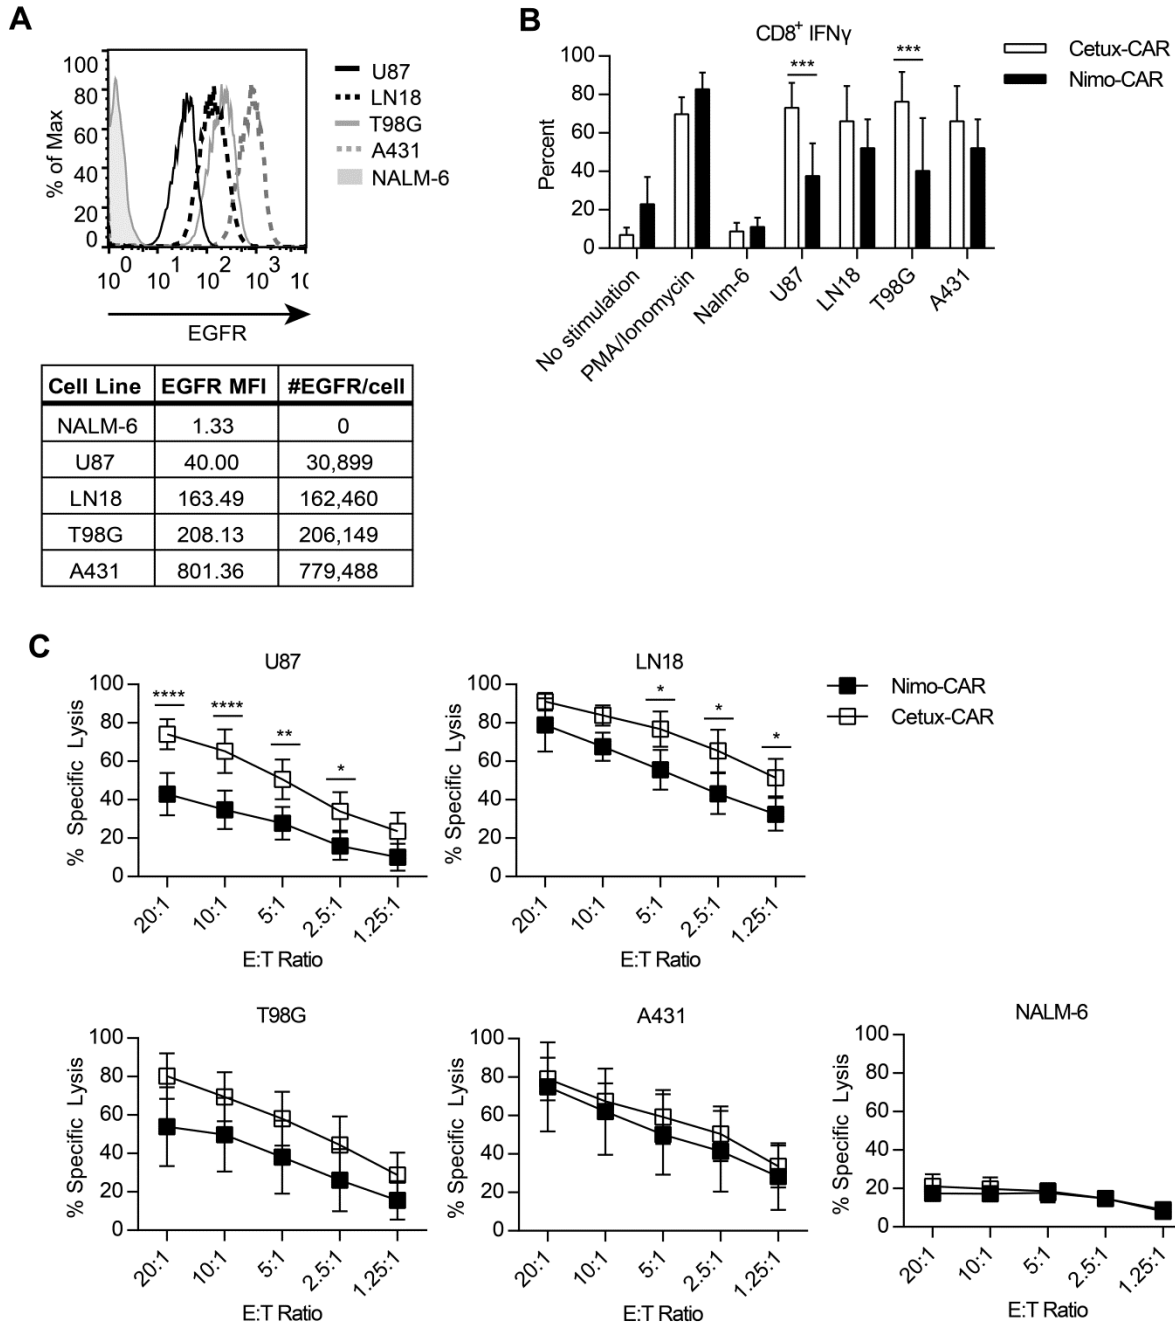 A
100
80
60
40
20
0
% of Max
10^0 10^1 10^2 10^3 1(
EGFR
U87
LN18
T98G
A431
NALM-6
Cell Line EGFR MFI #EGFR/cell
NALM-6 1.33 0
U87 40.00 30,899
LN18 163.49 162,460
T98G 208.13 206,149
A431 801.36 779,488
B
CD8+ IFNγ
100
80
60
40
20
0
Percent
***
***
No stimulation
PMA/Ionomycin
Nalm-6
U87
LN18
T98G
A431
Cetux-CAR
Nimo-CAR
C
U87
100
80
60
40
20
0
% Specific Lysis
****
****
**
*
20:1
10:1
5:1
2.5:1
1.25:1
E:T Ratio
LN18
100
80
60
40
20
0
% Specific Lysis
*
*
*
20:1
10:1
5:1
2.5:1
1.25:1
E:T Ratio
Nimo-CAR
Cetux-CAR
T98G
100
80
60
40
20
0
% Specific Lysis
20:1
10:1
5:1
2.5:1
1.25:1
E:T Ratio
A431
100
80
60
40
20
0
% Specific Lysis
20:1
10:1
5:1
2.5:1
1.25:1
E:T Ratio
NALM-6
100
80
60
40
20
0
% Specific Lysis
20:1
10:1
5:1
2.5:1
1.25:1
E:T Ratio